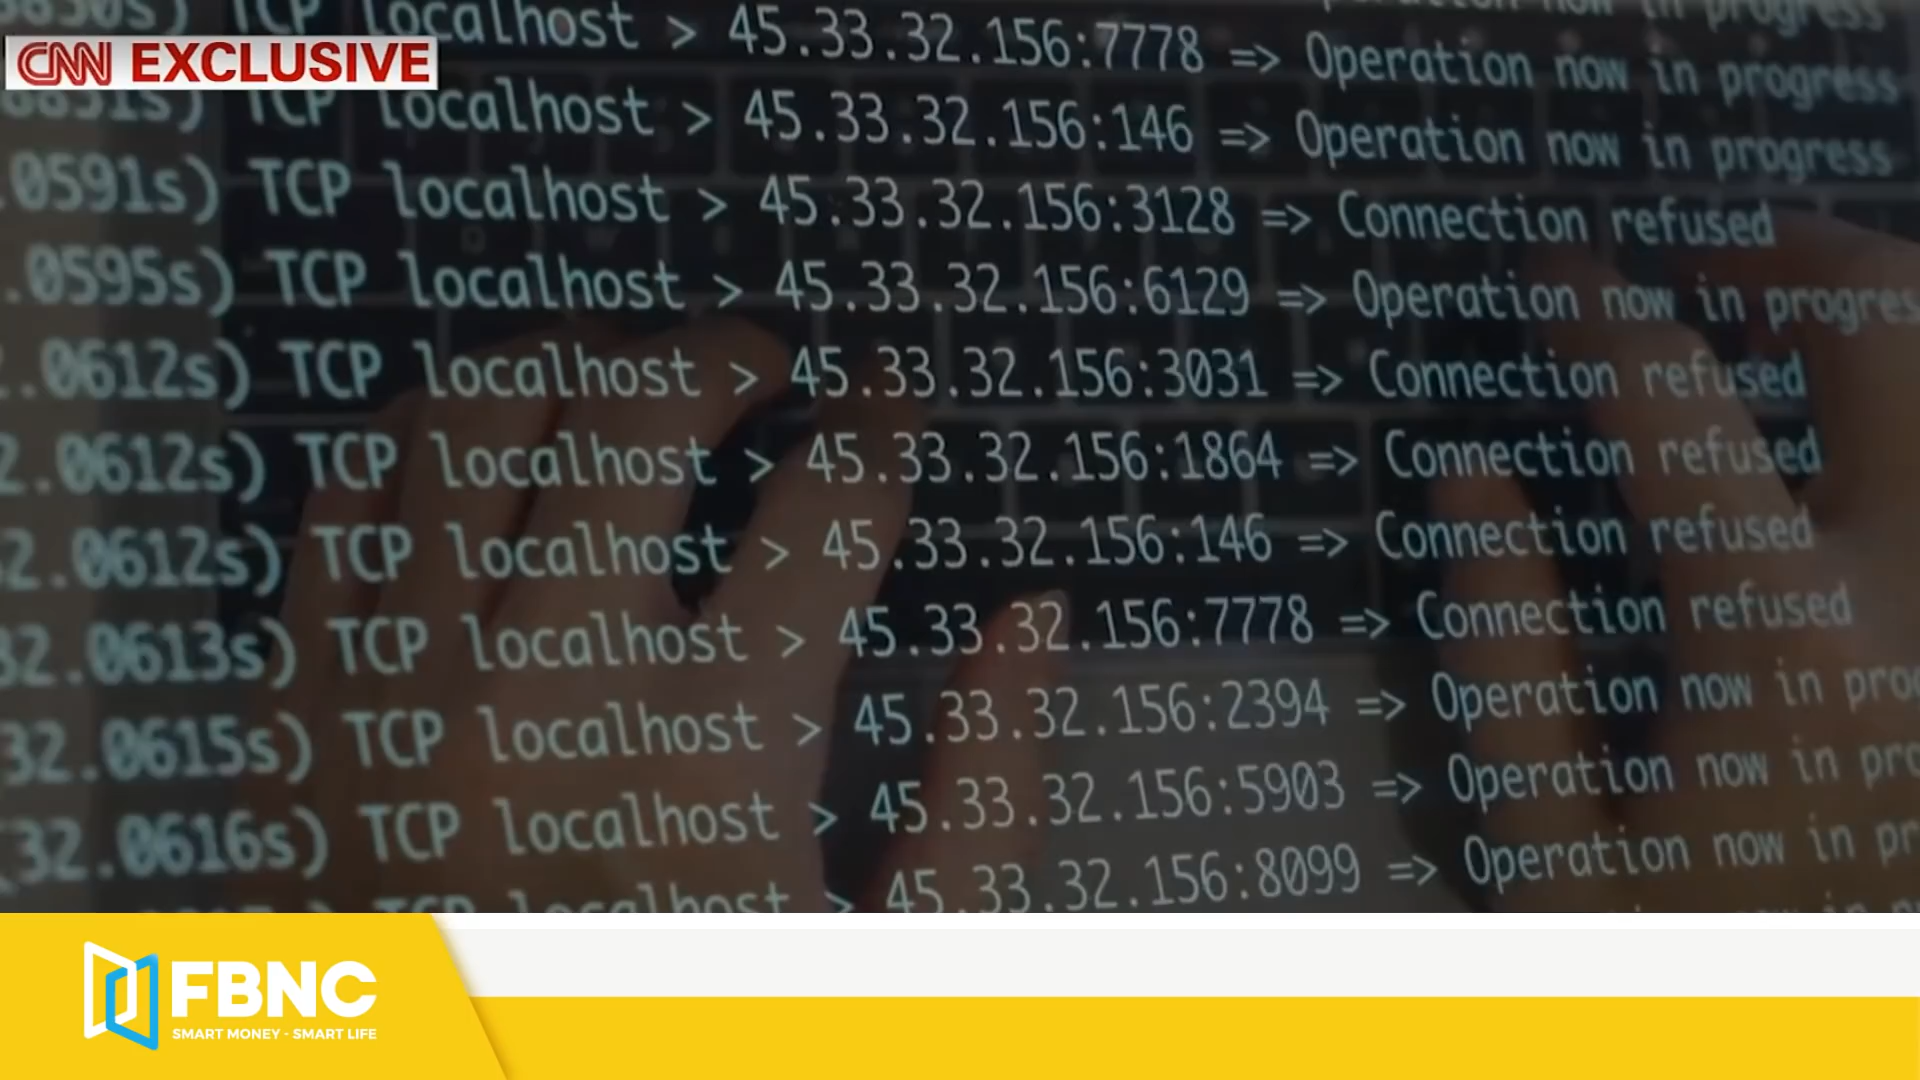 TCP localhost > 45.33.32.156:7778 => Operation now in progress
CNN EXCLUSIVE
TCP localhost > 45.33.32.156:146 => Operation now in progress
.0591s) TCP localhost > 45.33.32.156:3128 => Connection refused
.0595s) TCP localhost > 45.33.32.156:6129 => Operation now in progres
.0612s) TCP localhost > 45.33.32.156:3031 => Connection refused
2.0612s) TCP localhost > 45.33.32.156:1864 => Connection refused
2.0612s) TCP localhost > 45.33.32.156:146 => Connection refused
32.0613s) TCP localhost > 45.33.32.156:7778 => Connection refused
32.0615s) TCP localhost > 45.33.32.156:2394 => Operation now in prog
32.0616s) TCP localhost > 45.33.32.156:5903 => Operation now in pro
TCP localhost > 45.33.32.156:8099 => Operation now in pr
FBNC
SMART MONEY - SMART LIFE